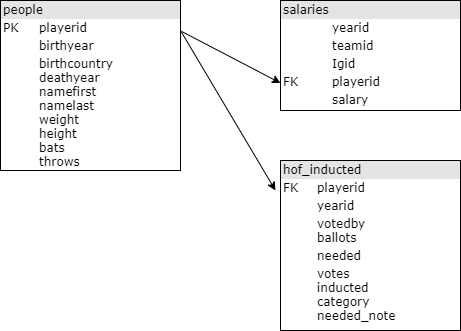 people
PK playerid
birthyear
birthcountry
deathyear
namefirst
namelast
weight
height
bats
throws
salaries
yearid
teamid
Igid
FK playerid
salary
hof_inducted
FK playerid
yearid
votedby
ballots
needed
votes
inducted
category
needed_note